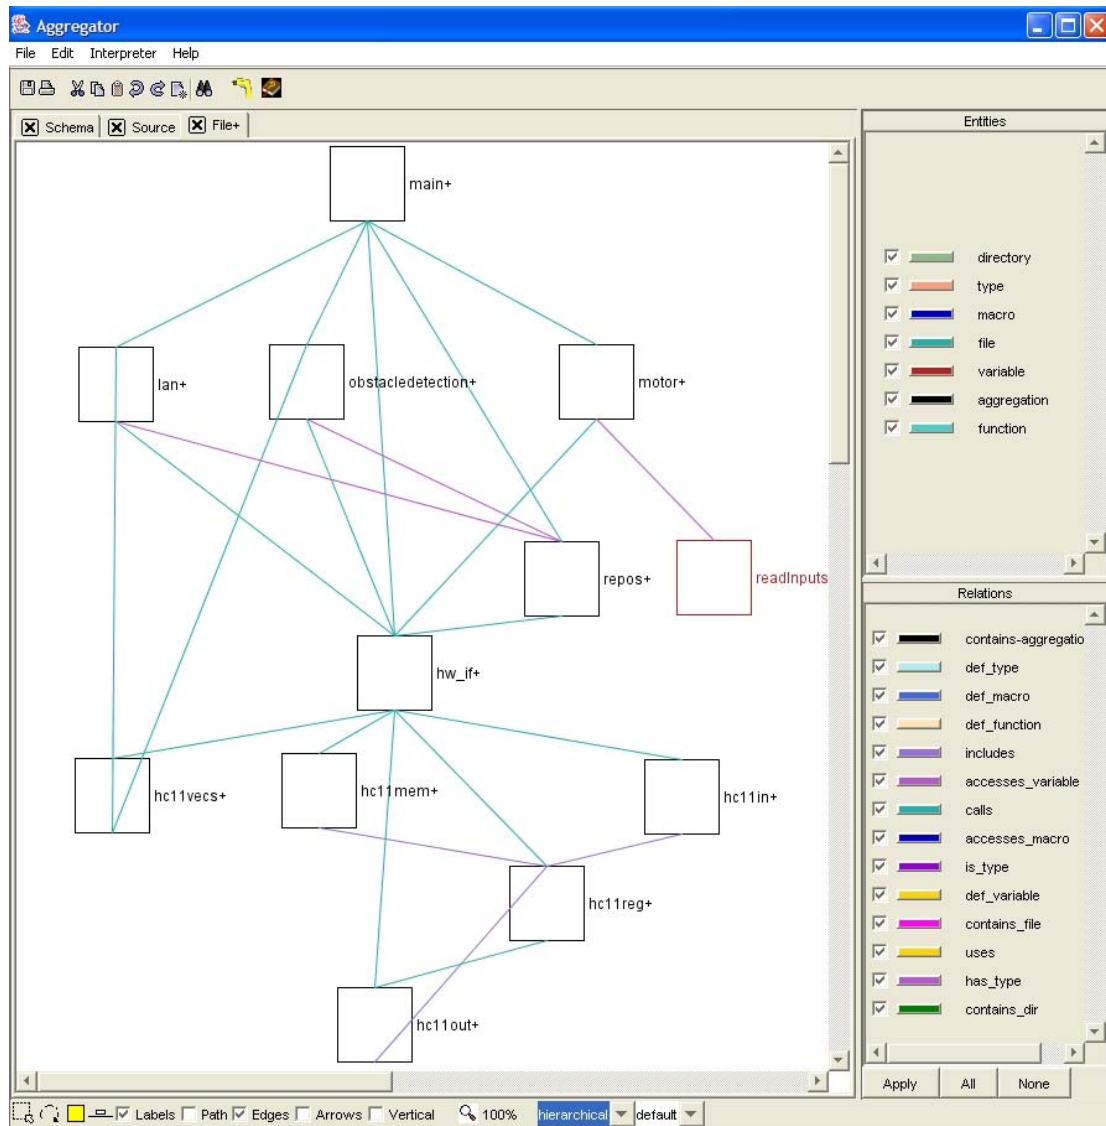 Aggregator
File Edit Interpreter Help
Schema Source File+
main+
lan+
obstacledetection+
motor+
repos+
readInputs
hw_if+
hc11vecs+
hc11mem+
hc11in+
hc11reg+
hc11out+
Entities
directory
type
macro
file
variable
aggregation
function
Relations
contains-aggregatio
def_type
def_macro
def_function
includes
accesses_variable
calls
accesses_macro
is_type
def_variable
contains_file
uses
has_type
contains_dir
Apply All None
Labels Path Edges Arrows Vertical 100% hierarchical default